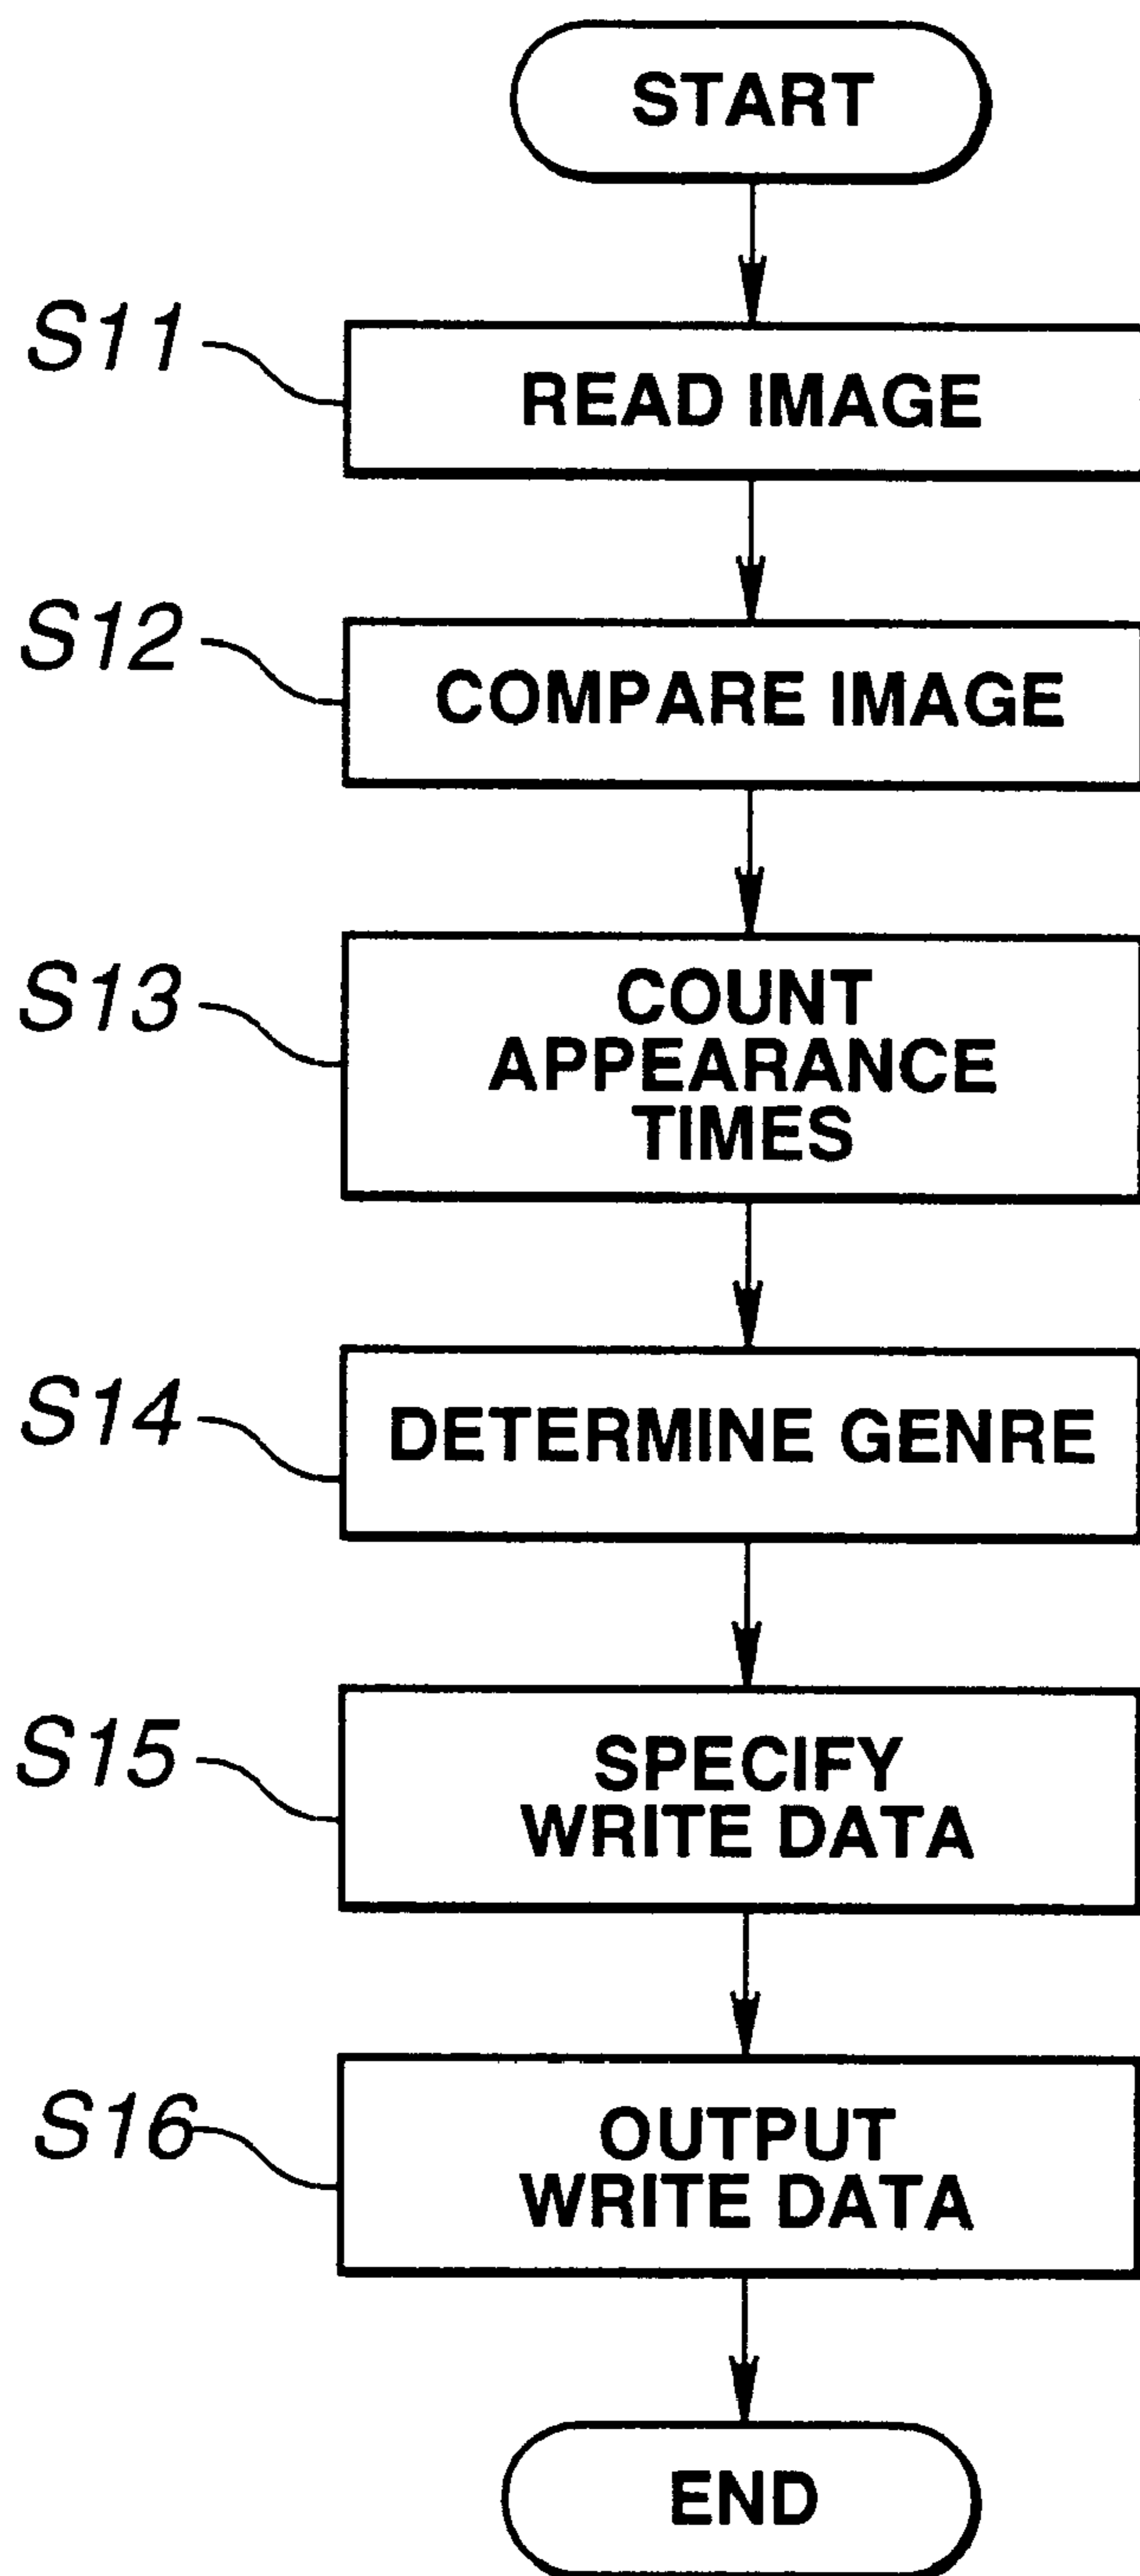 START
S11
READ IMAGE
S12
COMPARE IMAGE
S13
COUNT
APPEARANCE
TIMES
S14
DETERMINE GENRE
S15
SPECIFY
WRITE DATA
S16
OUTPUT
WRITE DATA
END